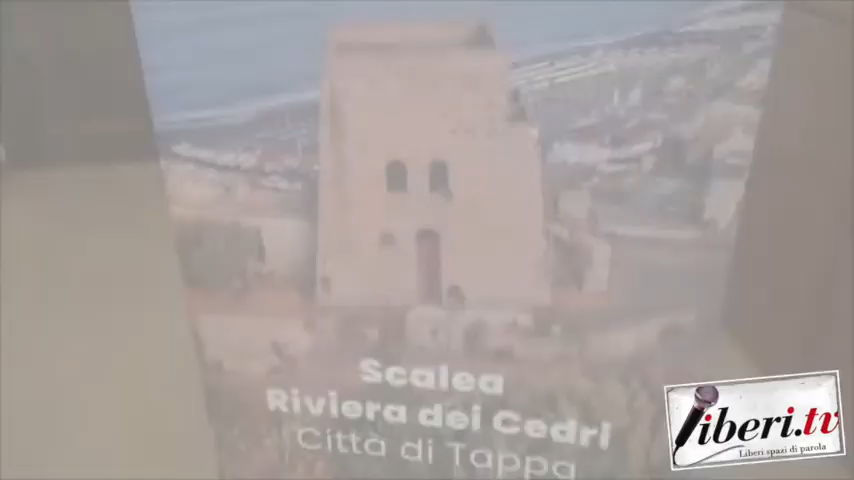 Scalea
Riviera dei Cedri
Città di Tappa
liberi.tv
Liberi spazi di parola